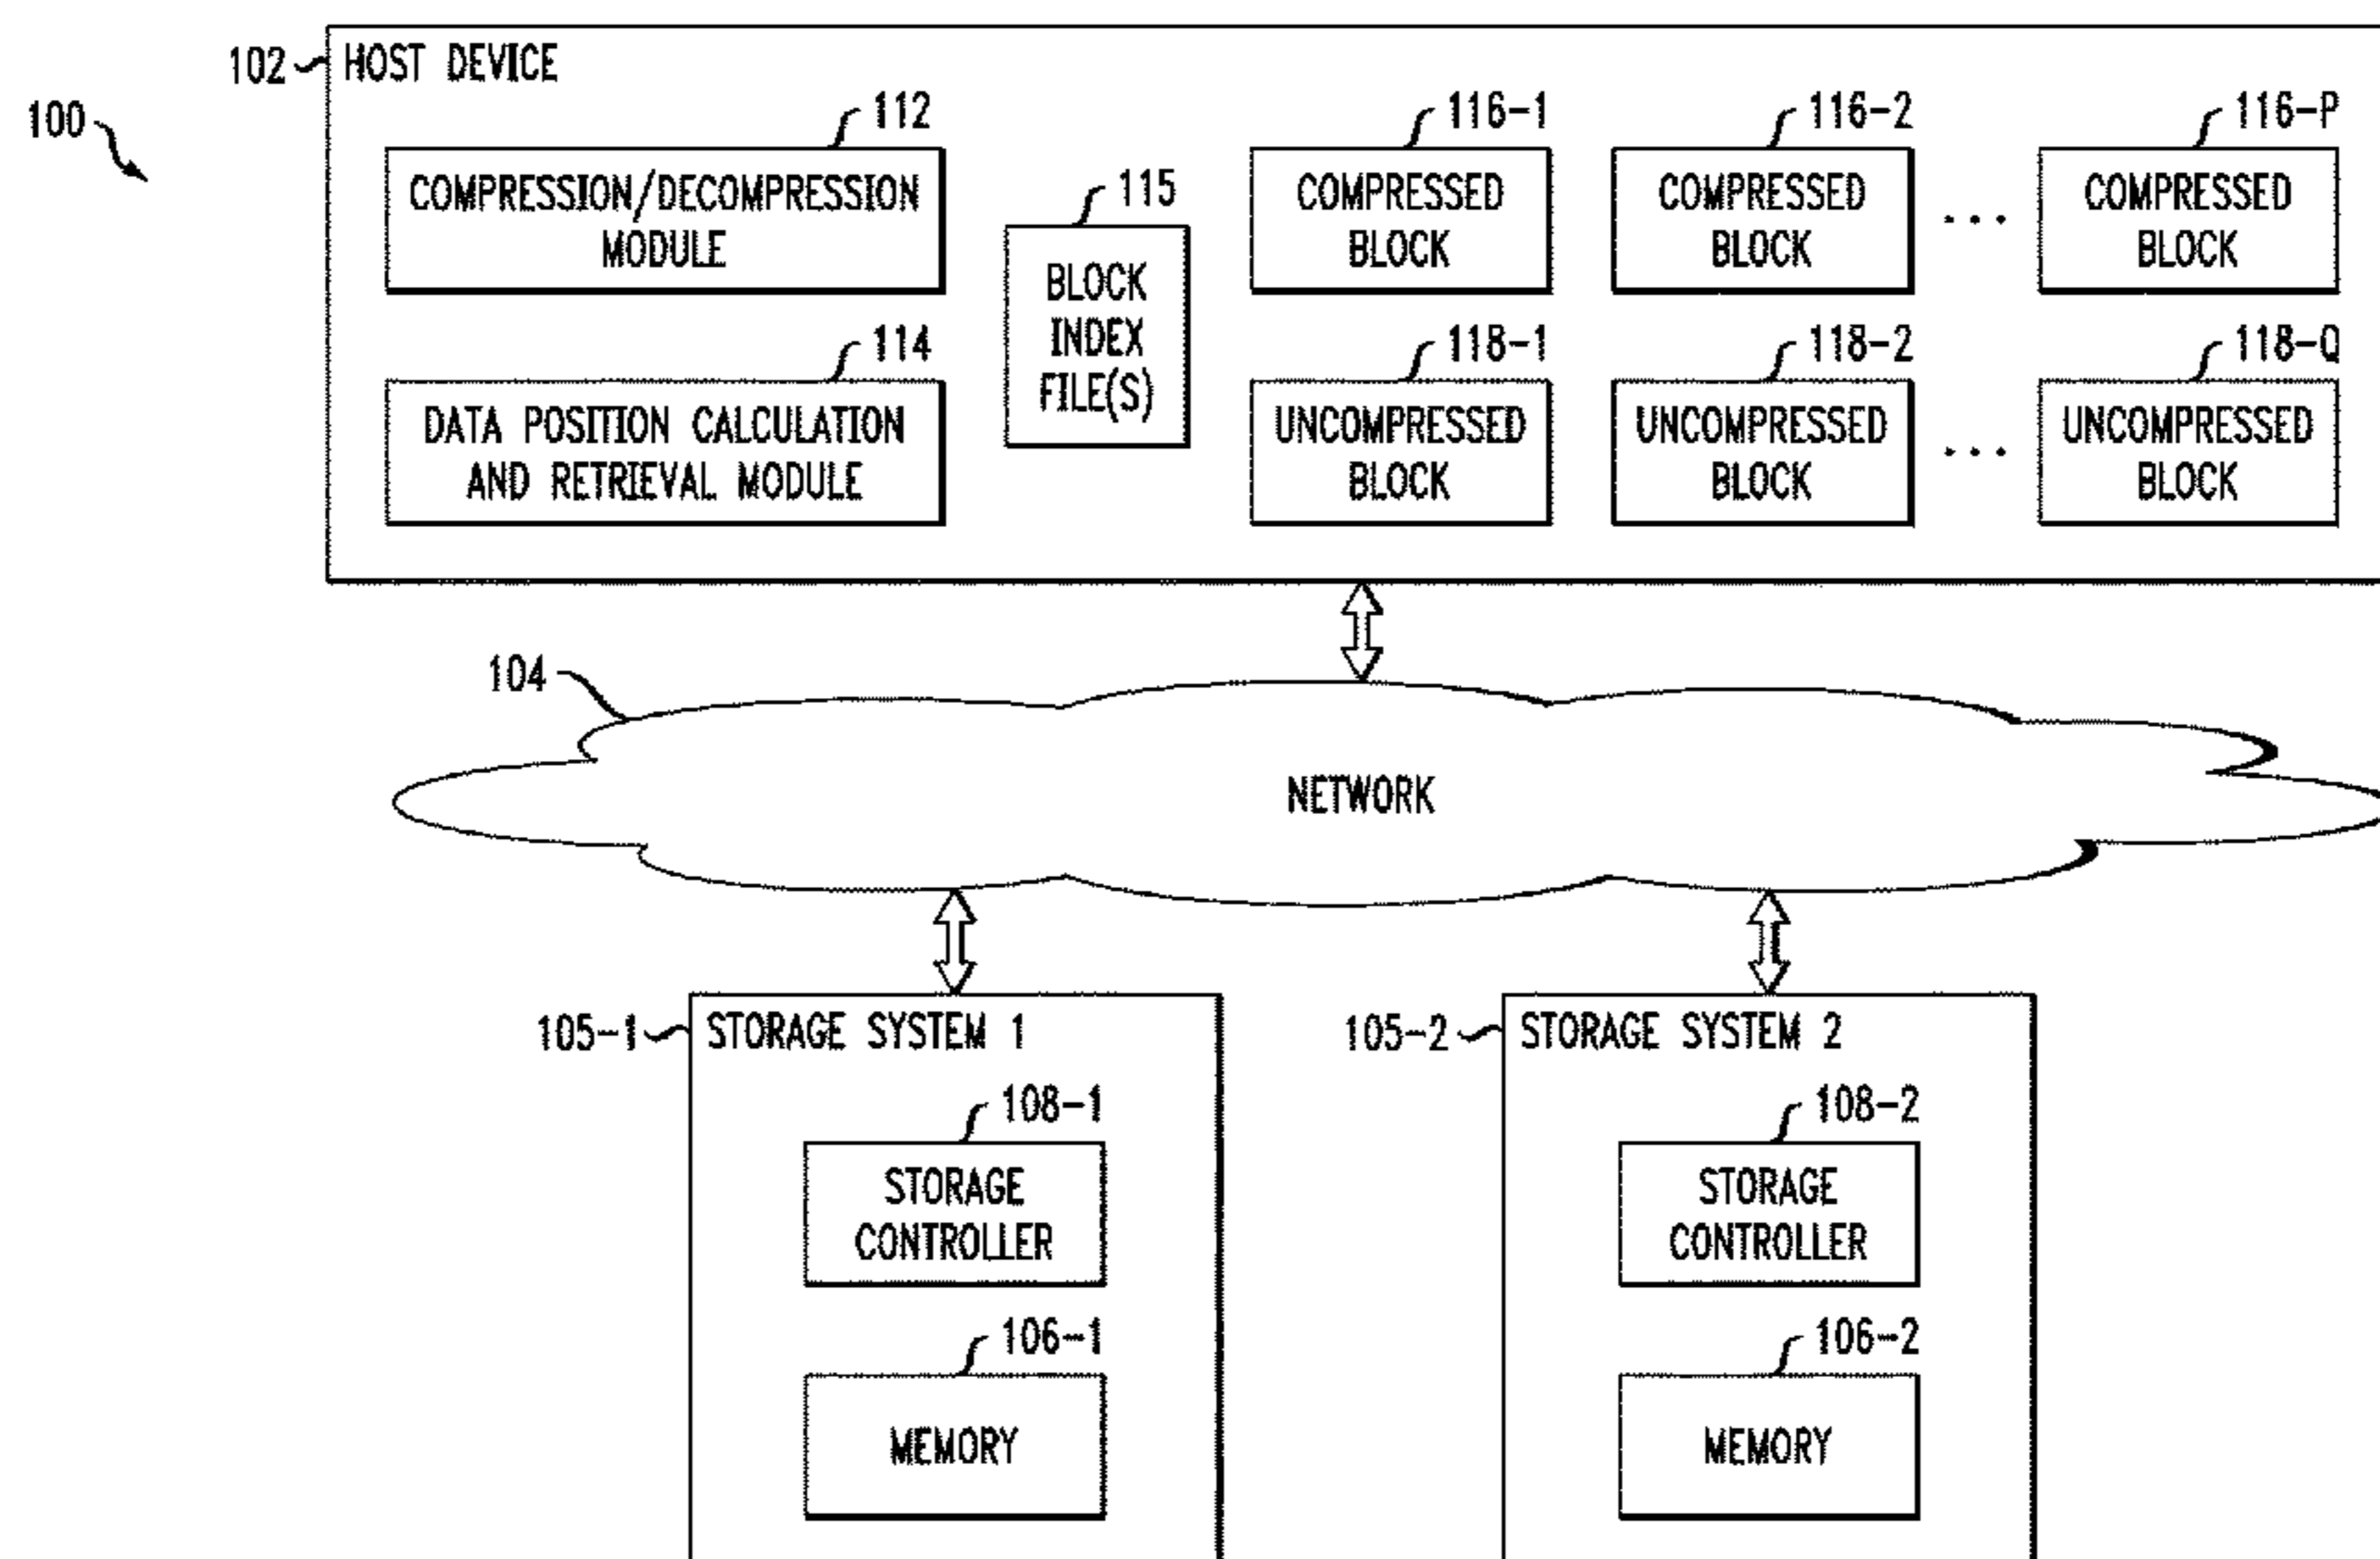 102 HOST DEVICE
100
112
116-1 116-2 116-P
COMPRESSION/DECOMPRESSION
MODULE
115
BLOCK
INDEX
FILE(S)
COMPRESSED
BLOCK
COMPRESSED
BLOCK
...
COMPRESSED
BLOCK
114
118-1 118-2 118-Q
DATA POSITION CALCULATION
AND RETRIEVAL MODULE
UNCOMPRESSED
BLOCK
UNCOMPRESSED
BLOCK
...
UNCOMPRESSED
BLOCK
104
NETWORK
105-1 STORAGE SYSTEM 1
108-1
STORAGE
CONTROLLER
106-1
MEMORY
105-2 STORAGE SYSTEM 2
108-2
STORAGE
CONTROLLER
106-2
MEMORY